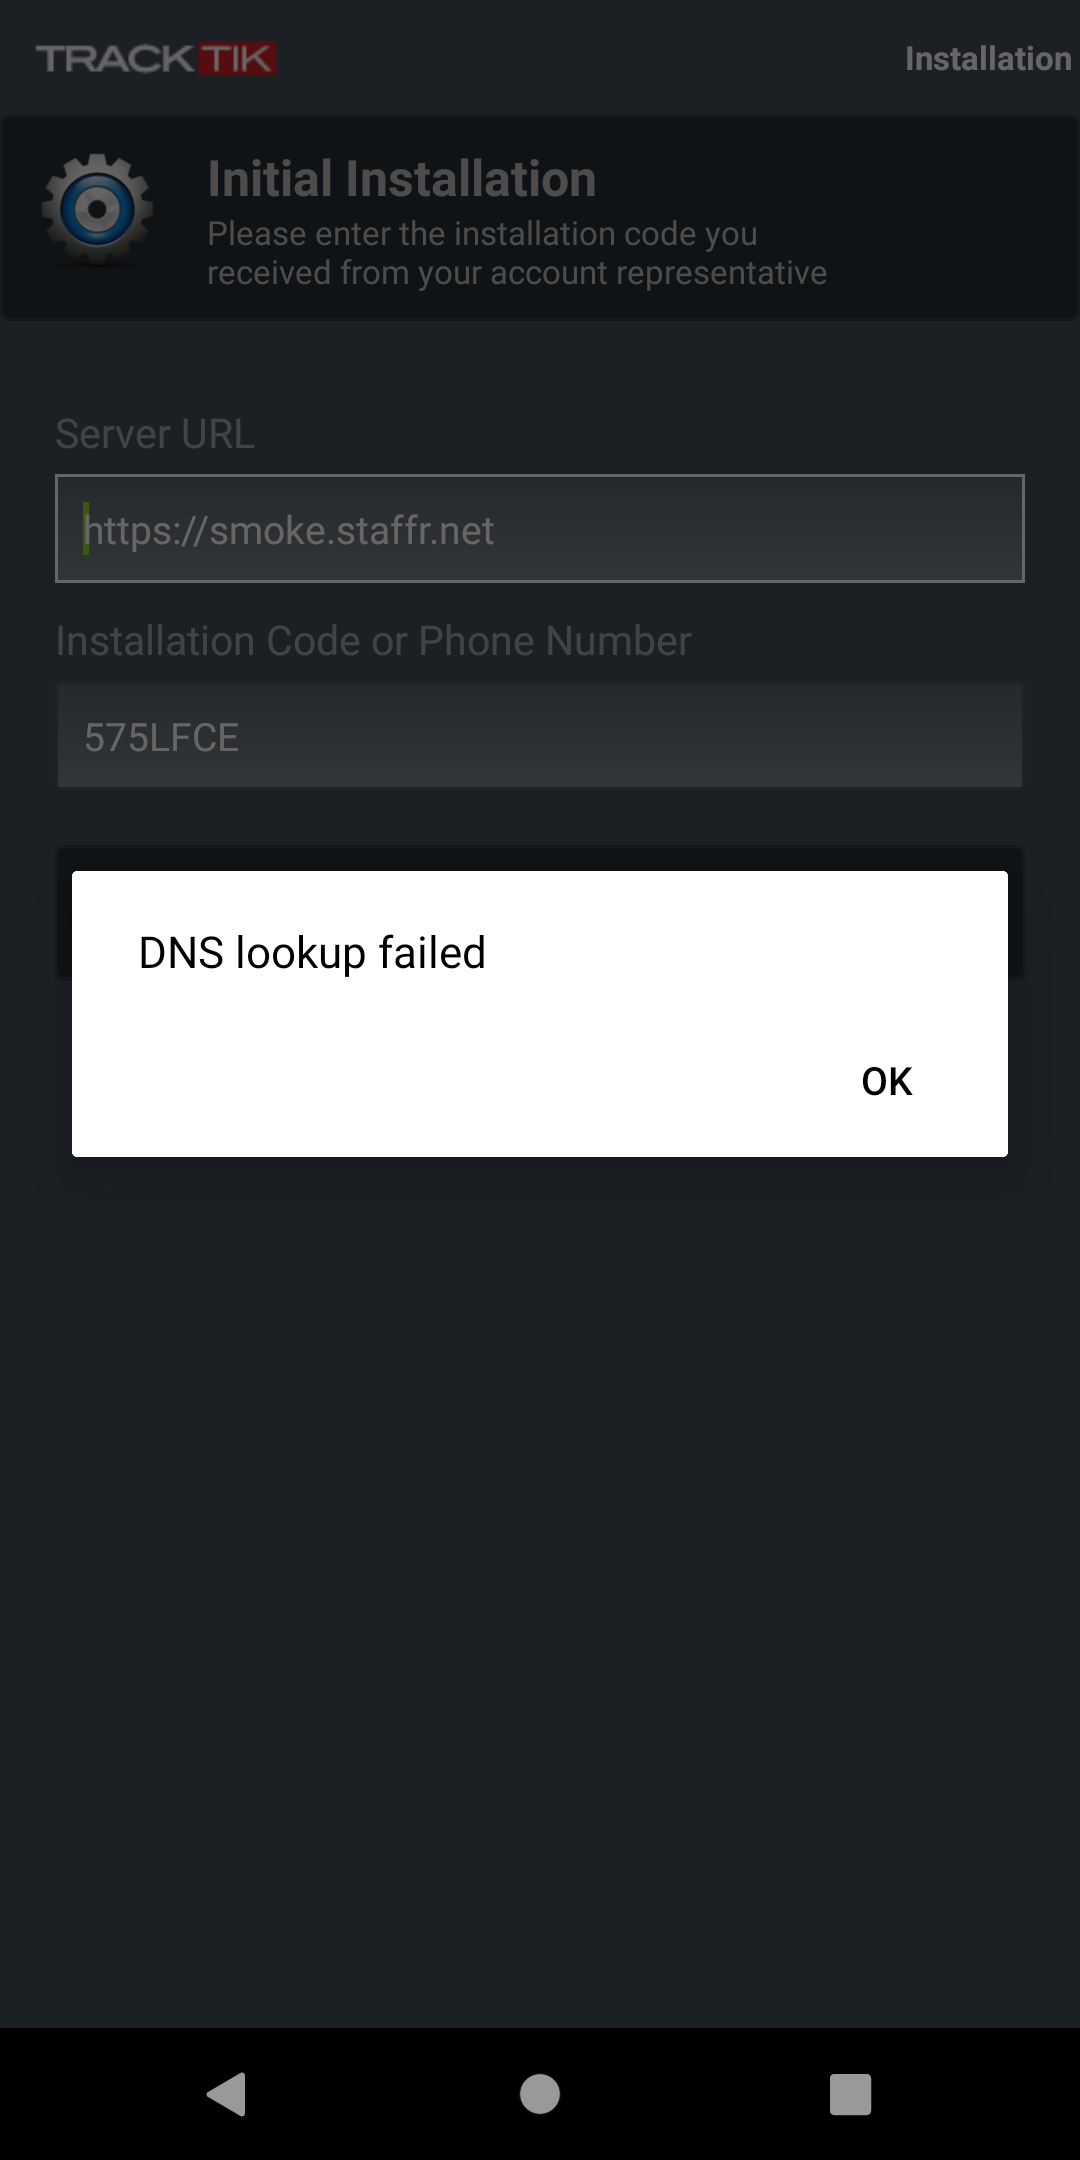 TRACKTIK
Installation
Initial Installation
Please enter the installation code you
received from your account representative
Server URL
https://smoke.staffr.net
Installation Code or Phone Number
575LFCE
DNS lookup failed
OK